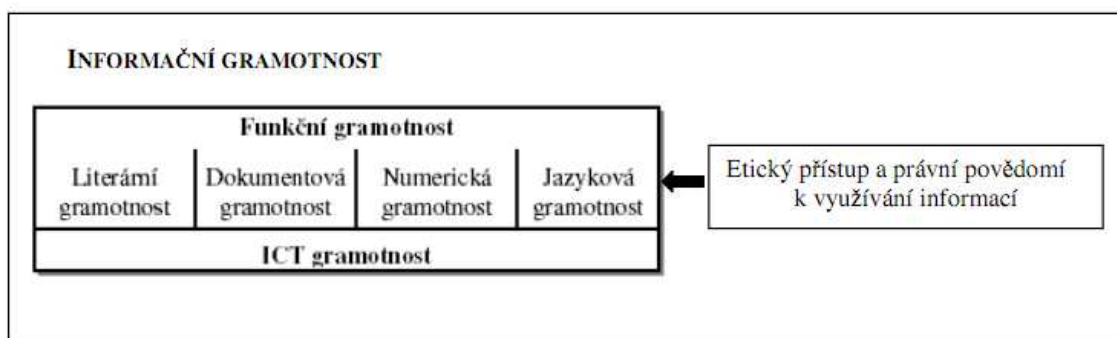 INFORMAČNÍ GRAMOTNOST
Funkční gramotnost
Literární
gramotnost
Dokumentová
gramotnost
Numerická
gramotnost
Jazyková
gramotnost
ICT gramotnost
Etický přístup a právní povědomí
k využívání informací